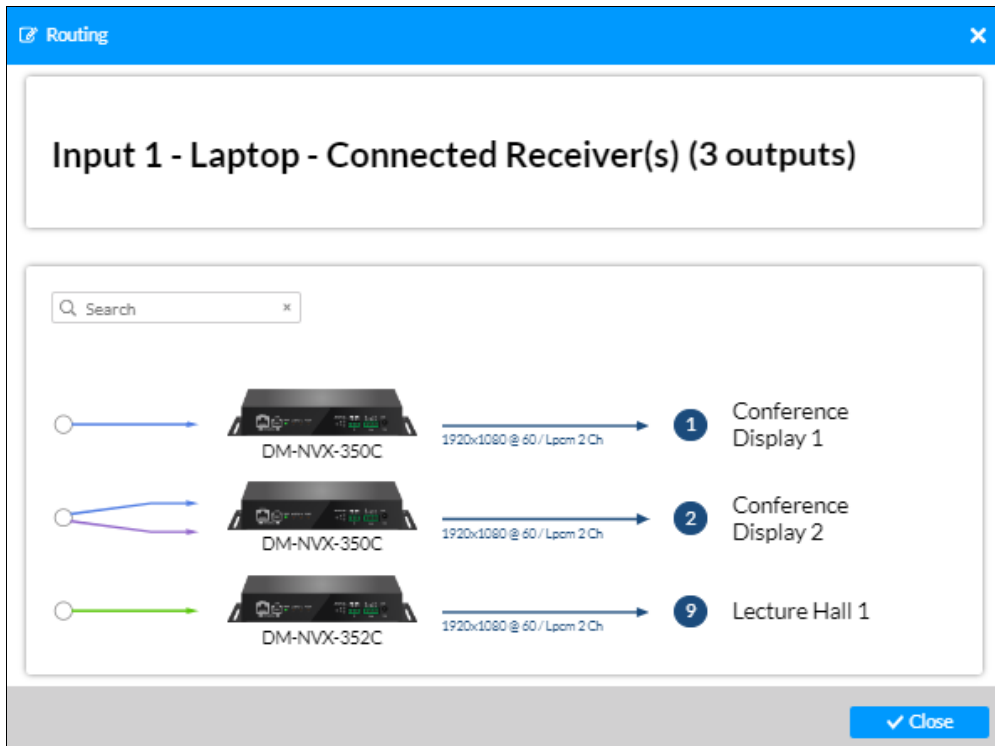 Routing
Input 1 - Laptop - Connected Receiver(s) (3 outputs)
Search
DM-NVX-350C
1920x1080 @ 60 / Lpcm 2 Ch
1
Conference
Display 1
DM-NVX-350C
1920x1080 @ 60 / Lpcm 2 Ch
2
Conference
Display 2
DM-NVX-352C
1920x1080 @ 60 / Lpcm 2 Ch
9
Lecture Hall 1
Close